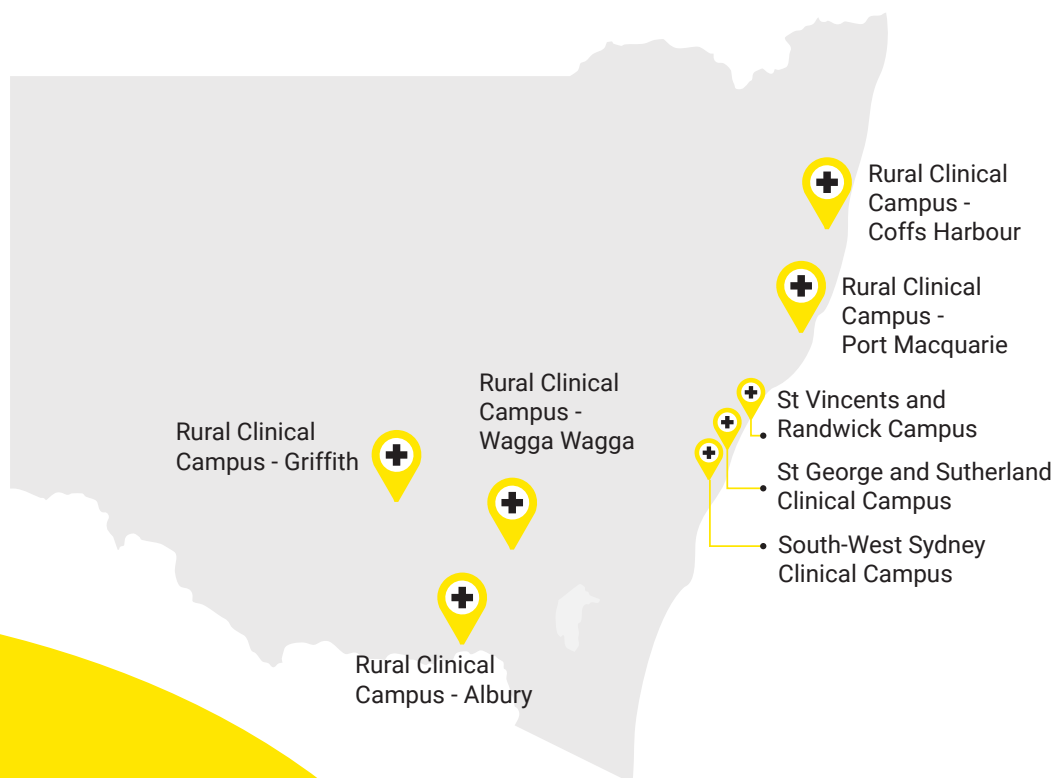 Rural Clinical
Campus -
Coffs Harbour
Rural Clinical
Campus -
Port Macquarie
Rural Clinical
Campus -
Wagga Wagga
Rural Clinical
Campus - Griffith
St Vincents and
Randwick Campus
St George and Sutherland
Clinical Campus
South-West Sydney
Clinical Campus
Rural Clinical
Campus - Albury